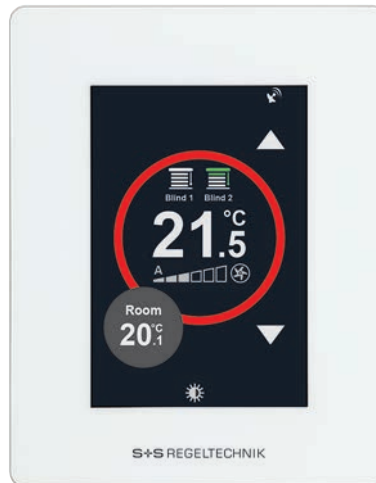 Blind 1 Blind 2
21.5 °C
A
Room
20.1 °C
S+S REGELTECHNIK